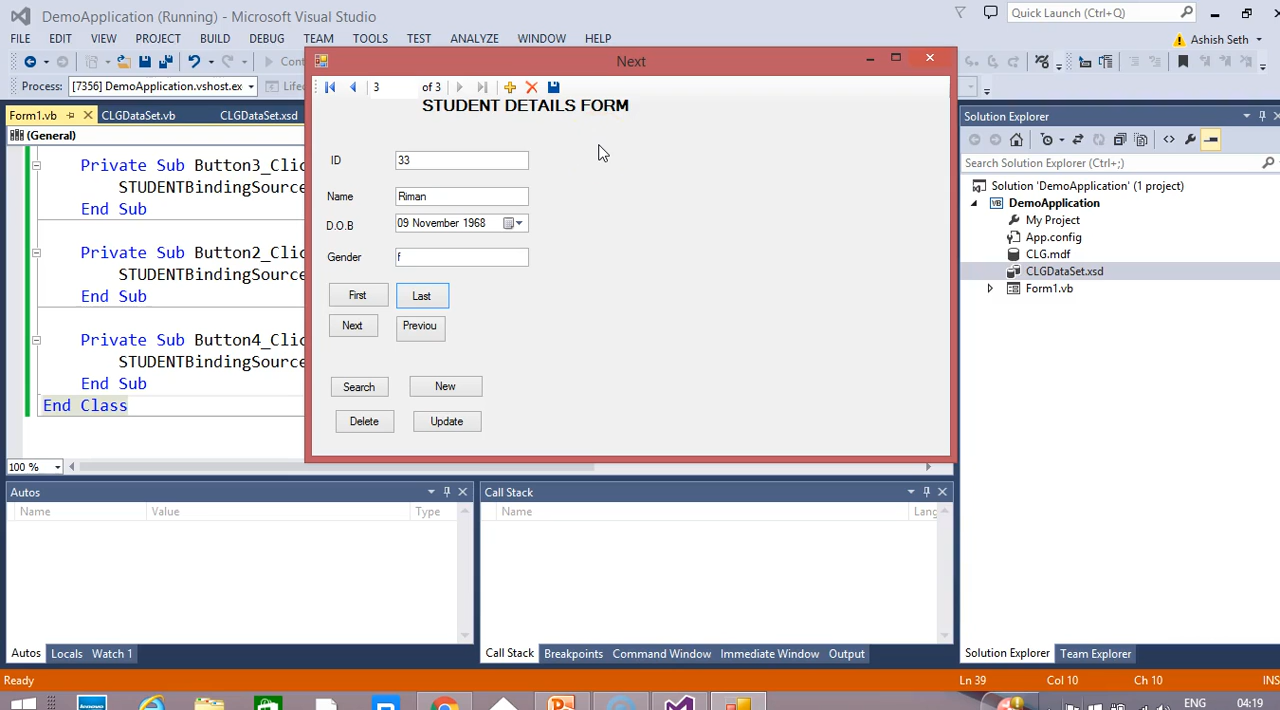 DemoApplication (Running) - Microsoft Visual Studio
Quick Launch (Ctrl+Q)
FILE EDIT VIEW PROJECT BUILD DEBUG TEAM TOOLS TEST ANALYZE WINDOW HELP
Ashish Seth
Process: [7356] DemoApplication.vshost.ex
Form1.vb CLGDataSet.vb CLGDataSet.xsd
(General)
Private Sub Button3_Clic
STUDENTBindingSource
End Sub
Private Sub Button2_Clic
STUDENTBindingSource
End Sub
Private Sub Button4_Clic
STUDENTBindingSource
End Sub
End Class
100 %
Next
3 of 3
STUDENT DETAILS FORM
ID 33
Name Riman
D.O.B 09 November 1968
Gender f
First Last
Next Previou
Search New
Delete Update
Solution Explorer
Search Solution Explorer (Ctrl+;)
Solution 'DemoApplication' (1 project)
DemoApplication
My Project
App.config
CLG.mdf
CLGDataSet.xsd
Form1.vb
Autos
Name Value Type
Autos Locals Watch 1
Call Stack
Name Lang
Call Stack Breakpoints Command Window Immediate Window Output
Solution Explorer Team Explorer
Ready Ln 39 Col 10 Ch 10 INS
ENG 04:19